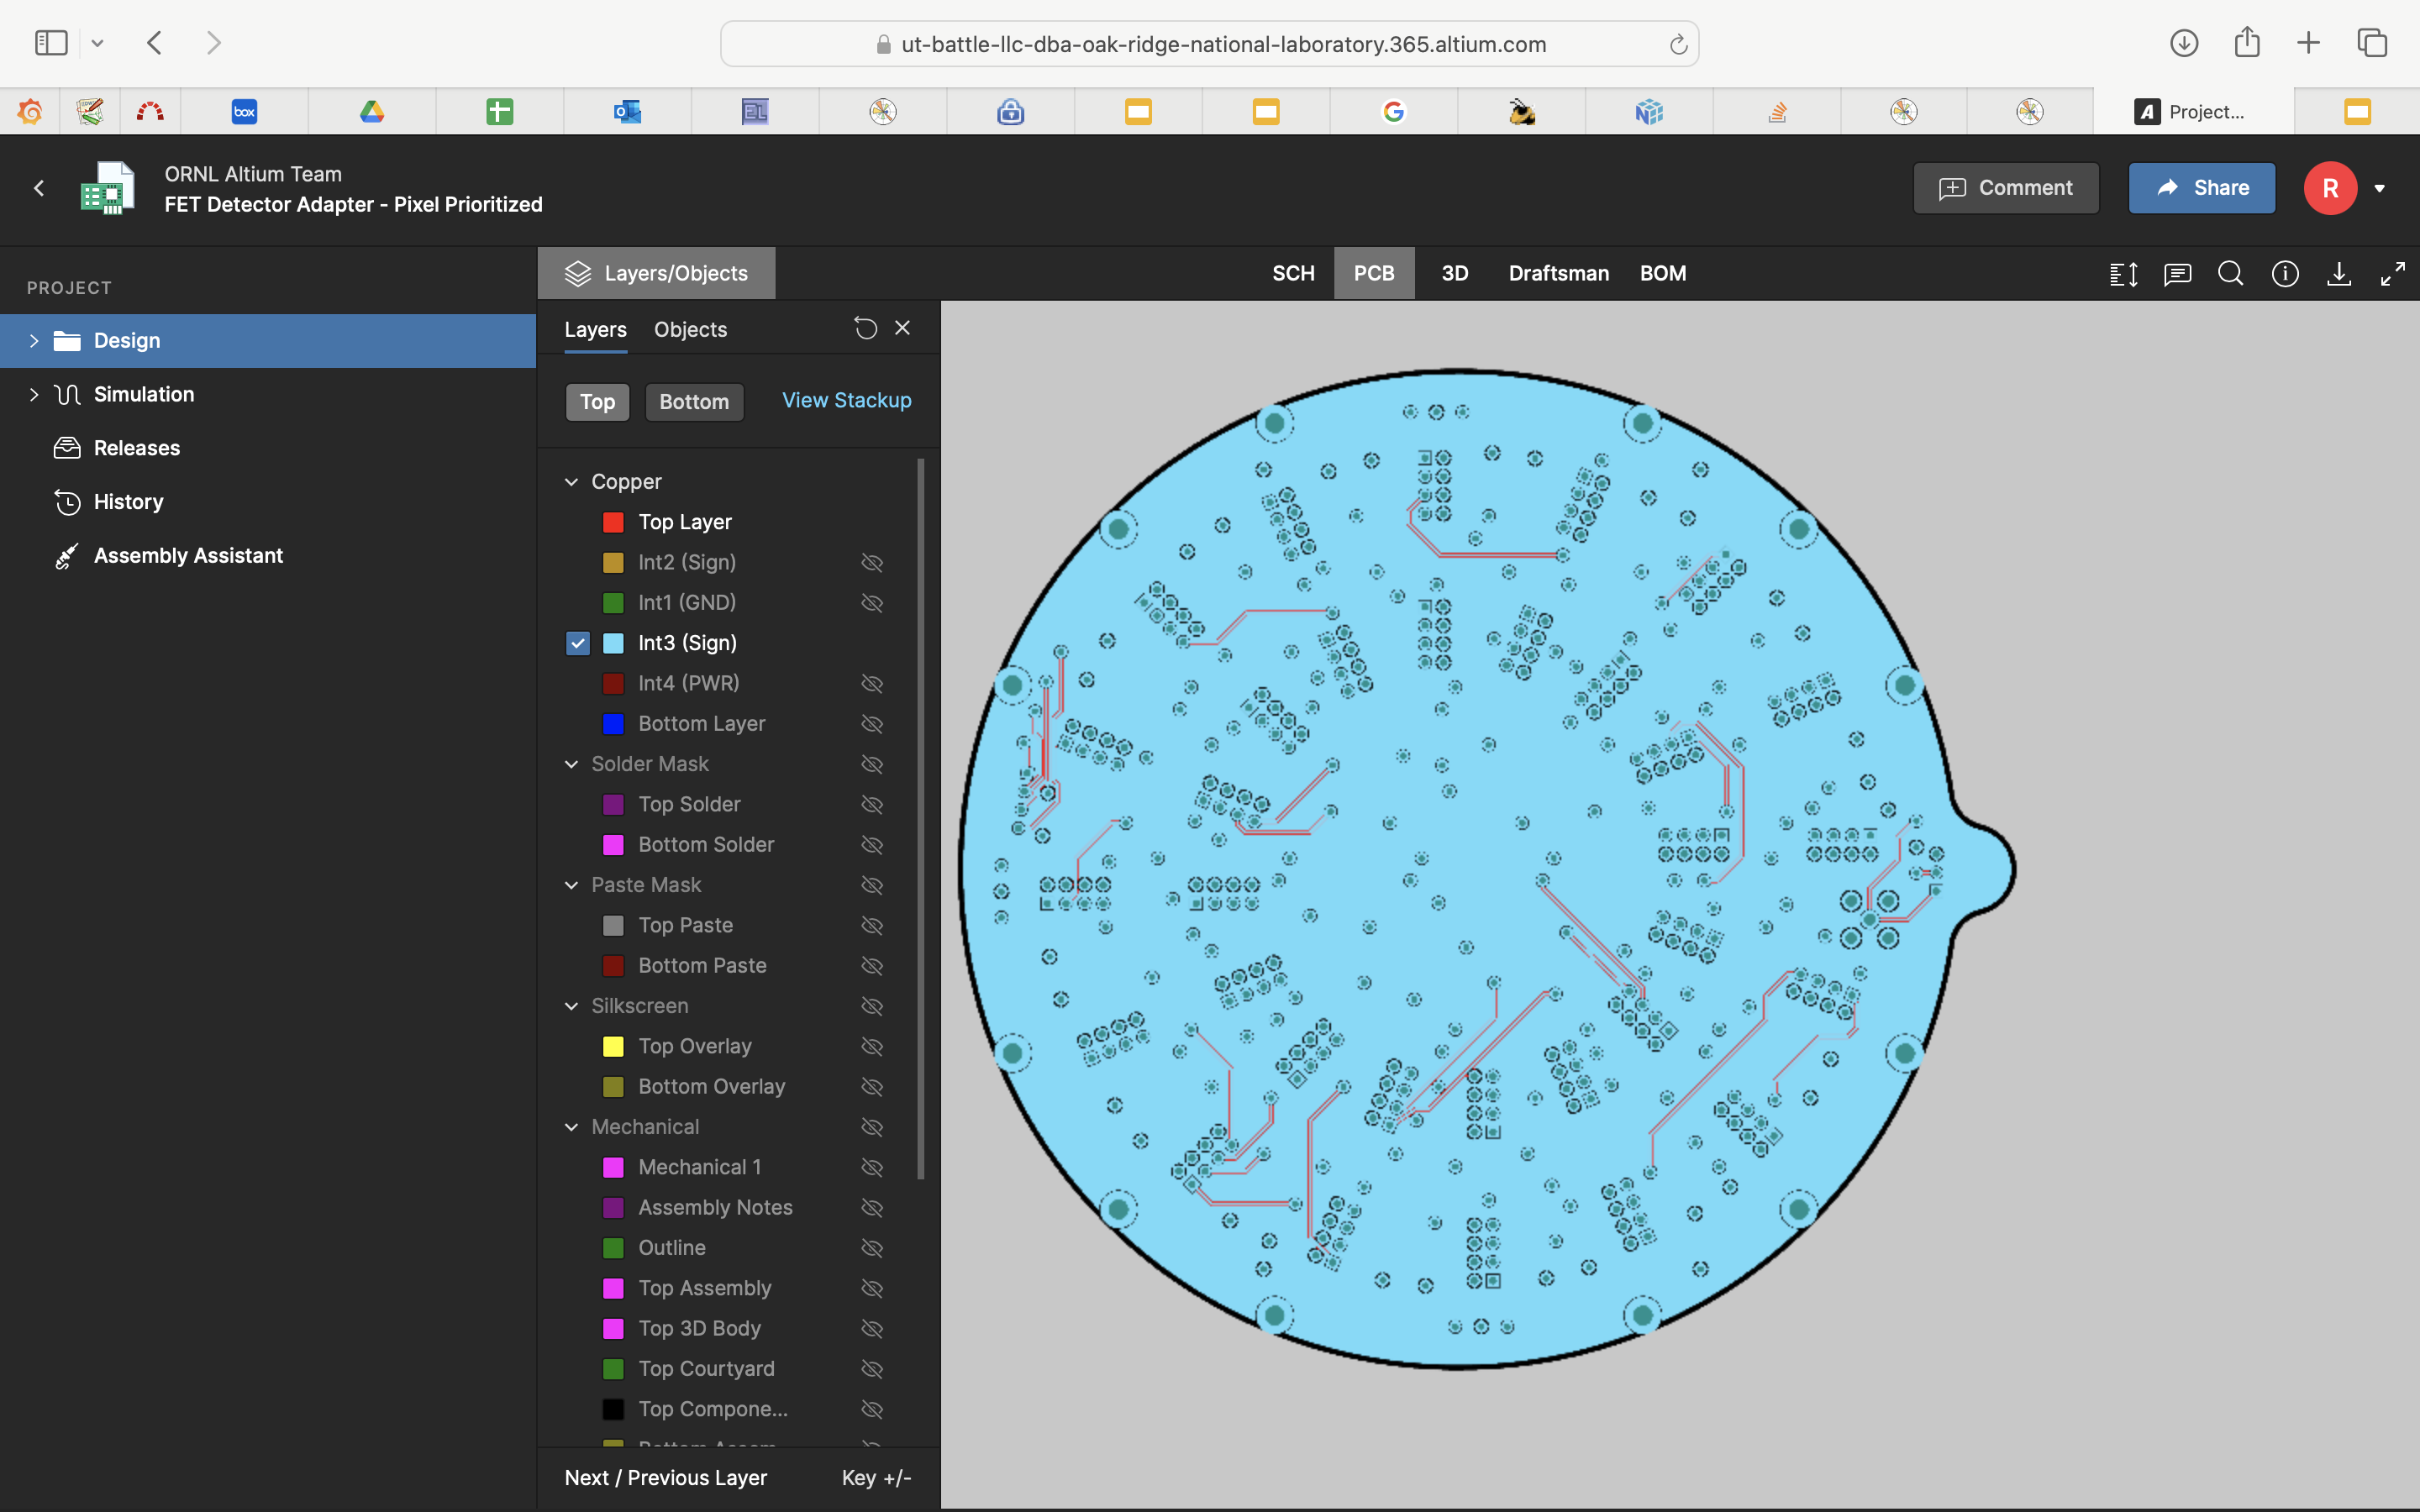 ut-battle-llc-dba-oak-ridge-national-laboratory.365.altium.com
box
EL
G
A Project...
ORNL Altium Team
FET Detector Adapter - Pixel Prioritized
Comment
Share
R
PROJECT
Design
Simulation
Releases
History
Assembly Assistant
Layers/Objects
SCH
PCB
3D
Draftsman
BOM
Layers
Objects
Top
Bottom
View Stackup
Copper
Top Layer
Int2 (Sign)
Int1 (GND)
Int3 (Sign)
Int4 (PWR)
Bottom Layer
Solder Mask
Top Solder
Bottom Solder
Paste Mask
Top Paste
Bottom Paste
Silkscreen
Top Overlay
Bottom Overlay
Mechanical
Mechanical 1
Assembly Notes
Outline
Top Assembly
Top 3D Body
Top Courtyard
Top Compone...
Next / Previous Layer
Key +/-